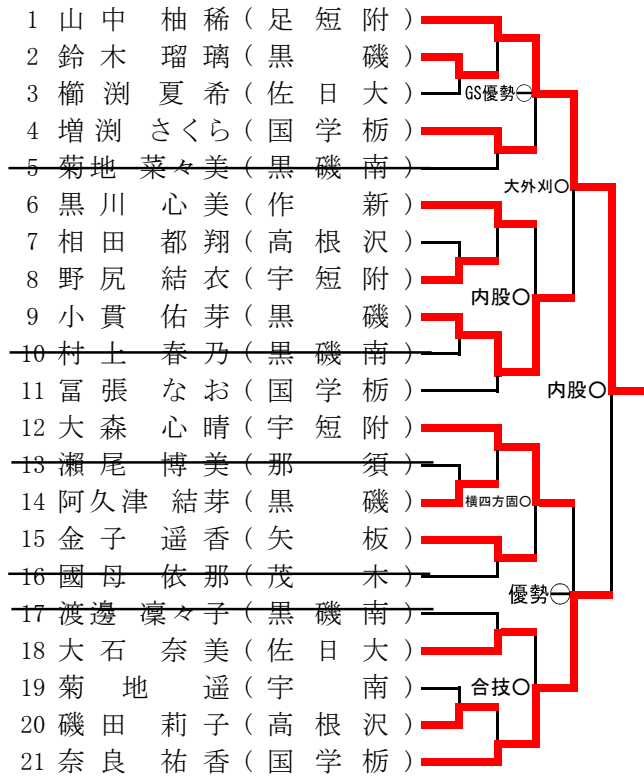 1 山中 柚稀(足短附)
2 鈴木 瑠璃(黒磯)
3 櫛渕 夏希(佐日大)
GS優勢○
4 増渕 さくら(国学栃)
5 菊地 菜々美(黒磯南)
大外刈○
6 黒川 心美(作新)
7 相田 都翔(高根沢)
8 野尻 結衣(宇短附)
内股○
9 小貫 佑芽(黒磯)
10 村上 春乃(黒磯南)
11 冨張 なお(国学栃)
内股○
12 大森 心晴(宇短附)
13 瀬尾 博美(那須)
14 阿久津 結芽(黒磯)
横四方固○
15 金子 遥香(矢板)
16 國母 依那(茂木)
優勢○
17 渡邊 凜々子(黒磯南)
18 大石 奈美(佐日大)
19 菊地 遥(宇南)
合技○
20 磯田 莉子(高根沢)
21 奈良 祐香(国学栃)